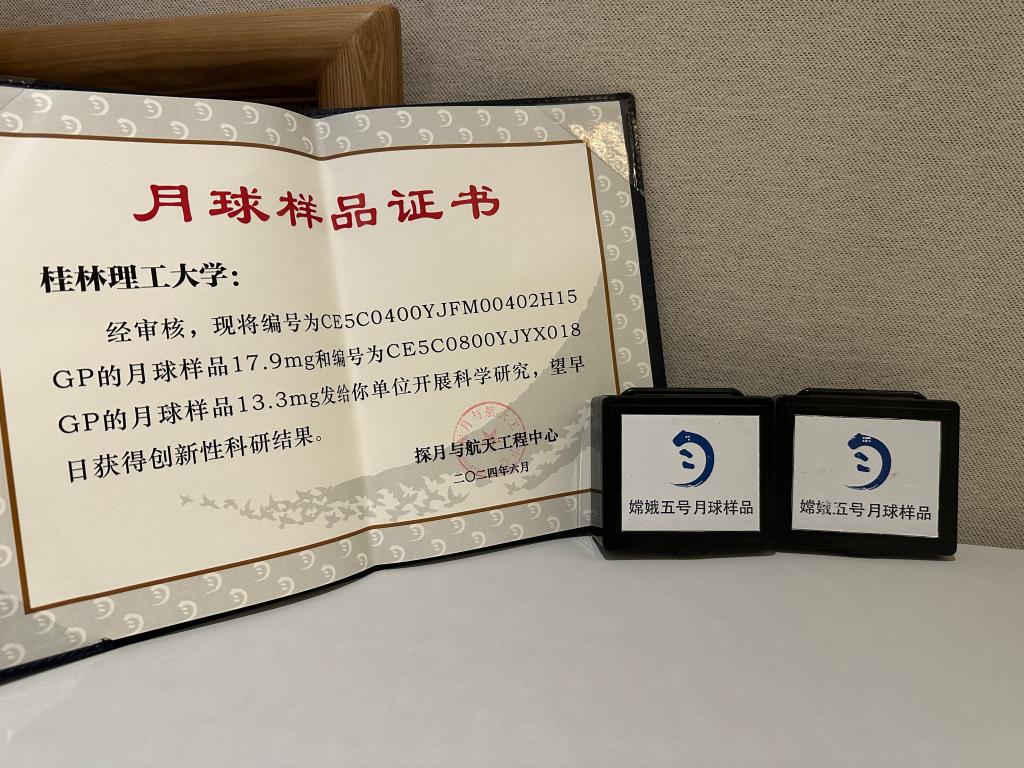 月球样品证书
桂林理工大学：
经审核，现将编号为CE5C0400YJFM00402H15
GP的月球样品17.9mg和编号为CE5C0800YJYX018
GP的月球样品13.3mg发给你单位开展科学研究，望早
日获得创新性科研结果。
探月与航天工程中心
二〇二四年六月
嫦娥五号月球样品
嫦娥五号月球样品